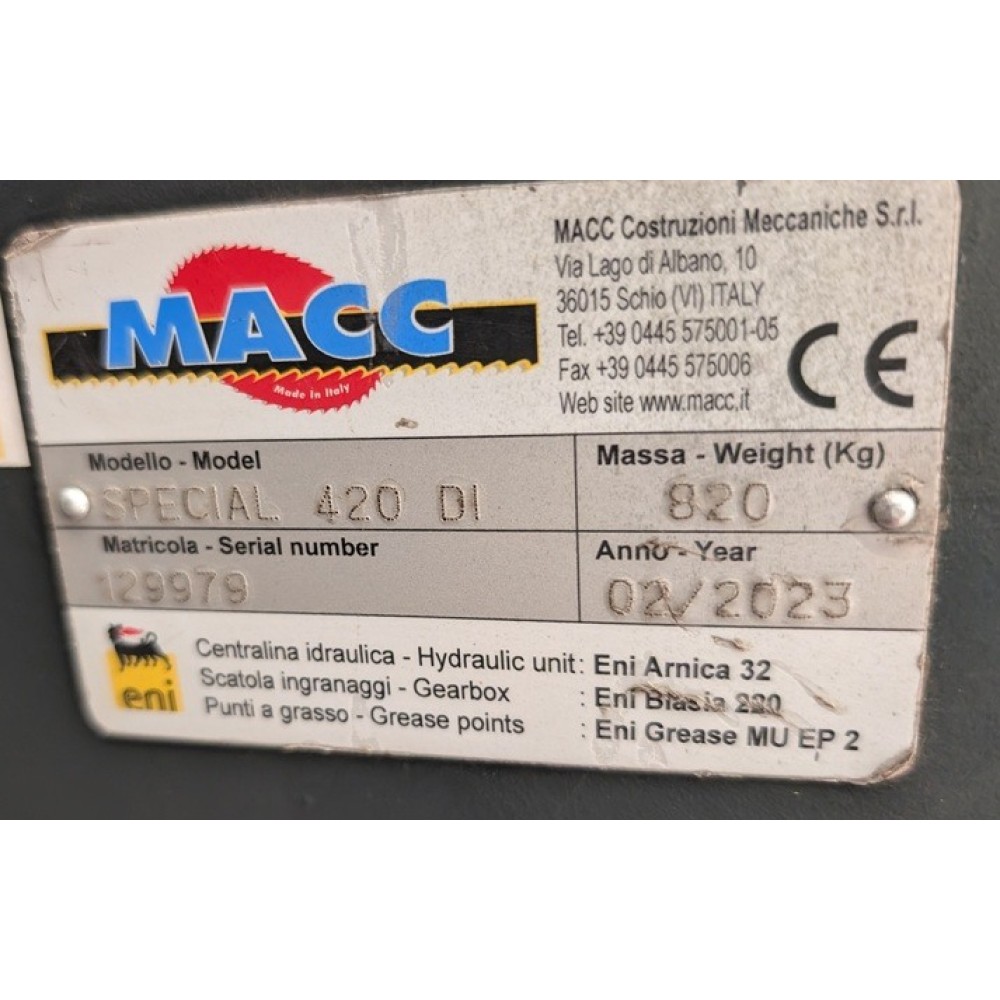 MACC
Made in Italy
MACC Costruzioni Meccaniche S.r.l.
Via Lago di Albano, 10
36015 Schio (VI) ITALY
Tel. +39 0445 575001-05
Fax +39 0445 575006
Web site www.macc.it
CE
Modello - Model
SPECIAL 420 DI
Massa - Weight (Kg)
820
Matricola - Serial number
129979
Anno - Year
02/2023
eni
Centralina idraulica - Hydraulic unit: Eni Arnica 32
Scatola ingranaggi - Gearbox : Eni Blasia 220
Punti a grasso - Grease points : Eni Grease MU EP 2